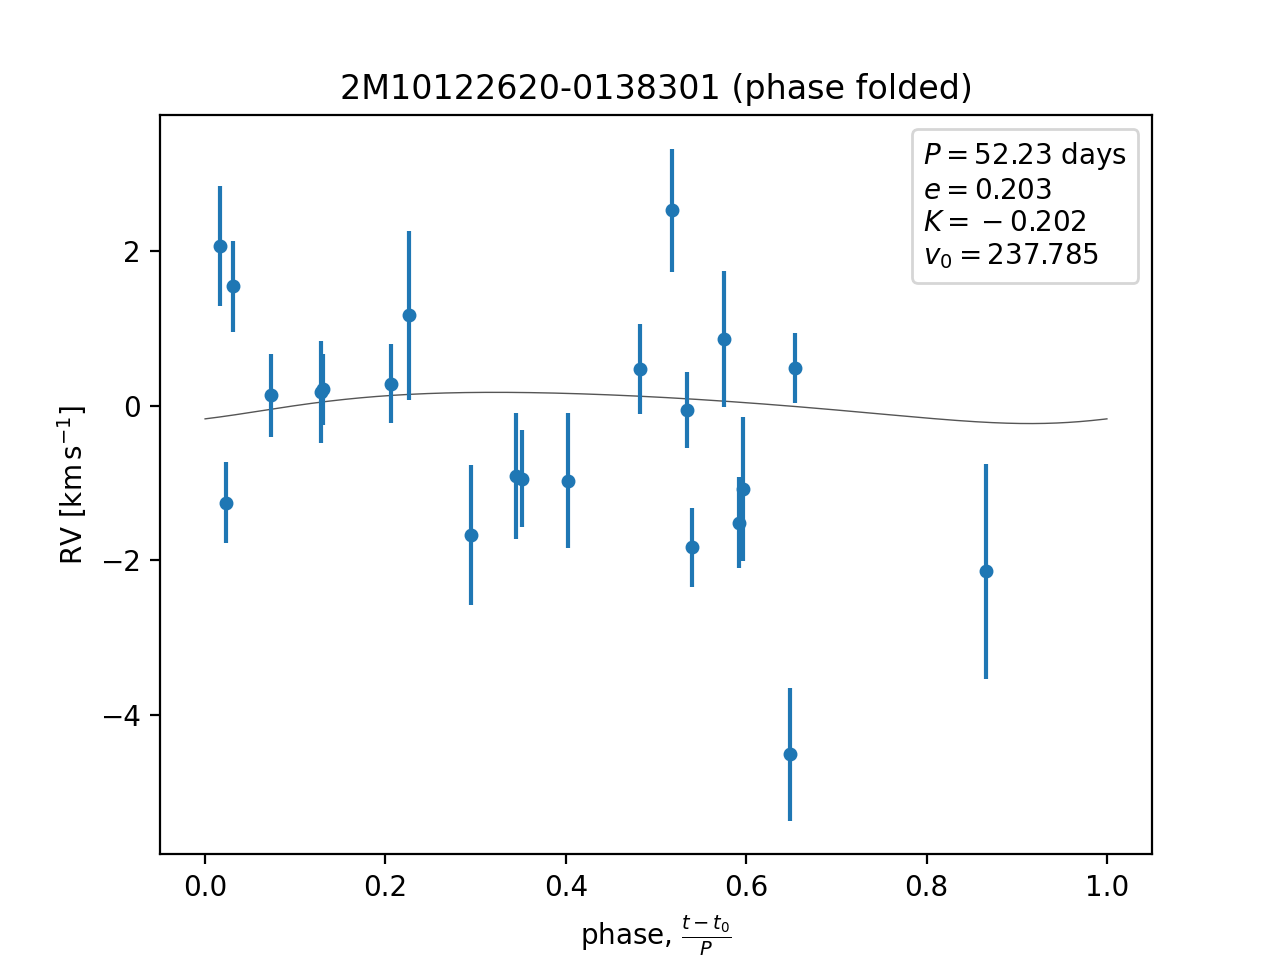 2M10122620-0138301 (phase folded)
P = 52.23 days
e = 0.203
K = −0.202
v₀ = 237.785
2
0
−2
−4
RV [km s⁻¹]
0.0 0.2 0.4 0.6 0.8 1.0
phase, (t − t₀)/P